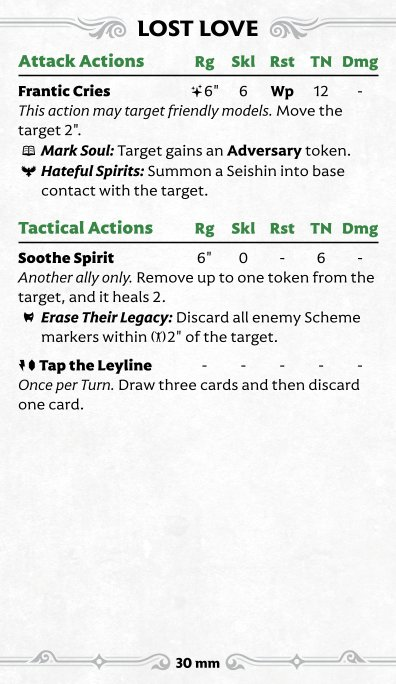 LOST LOVE
Attack Actions Rg Skl Rst TN Dmg
Frantic Cries 6" 6 Wp 12 -
This action may target friendly models. Move the
target 2".
Mark Soul: Target gains an Adversary token.
Hateful Spirits: Summon a Seishin into base
contact with the target.
Tactical Actions Rg Skl Rst TN Dmg
Soothe Spirit 6" 0 - 6 -
Another ally only. Remove up to one token from the
target, and it heals 2.
Erase Their Legacy: Discard all enemy Scheme
markers within 2" of the target.
Tap the Leyline - - - - -
Once per Turn. Draw three cards and then discard
one card.
30 mm